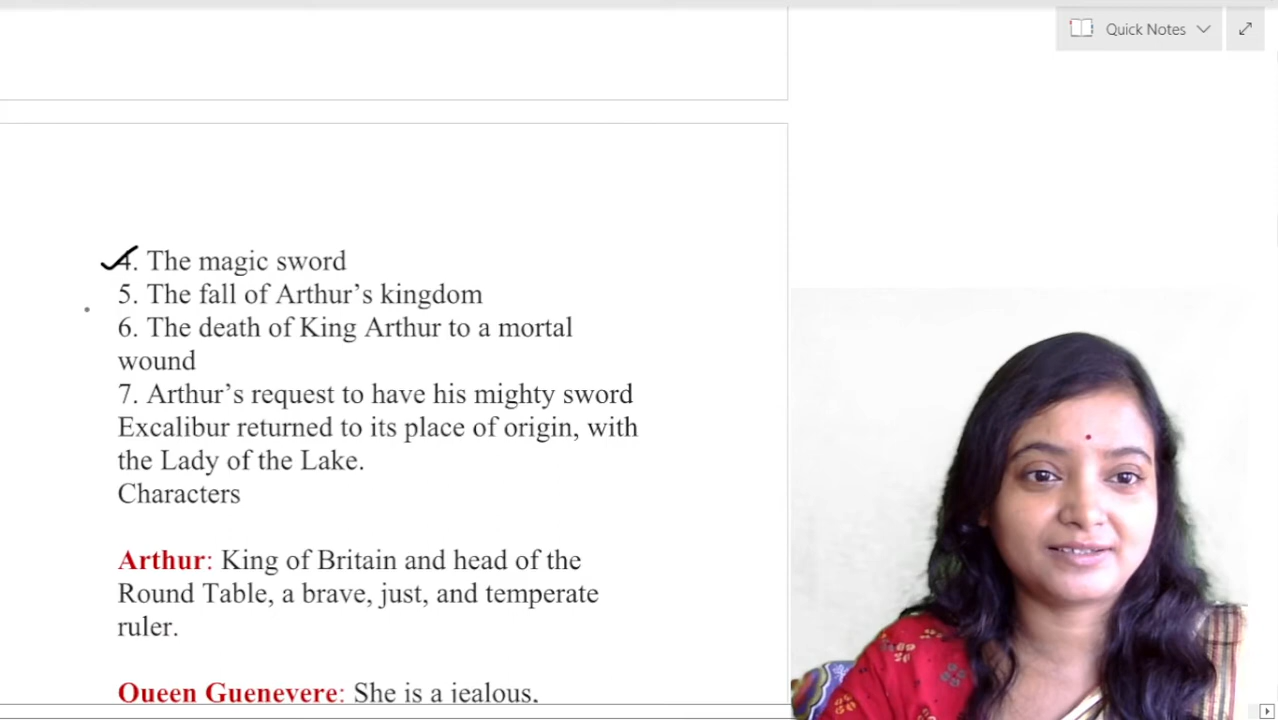 Quick Notes
4. The magic sword
5. The fall of Arthur’s kingdom
6. The death of King Arthur to a mortal
wound
7. Arthur’s request to have his mighty sword
Excalibur returned to its place of origin, with
the Lady of the Lake.
Characters
Arthur: King of Britain and head of the
Round Table, a brave, just, and temperate
ruler.
Queen Guenevere: She is a jealous,